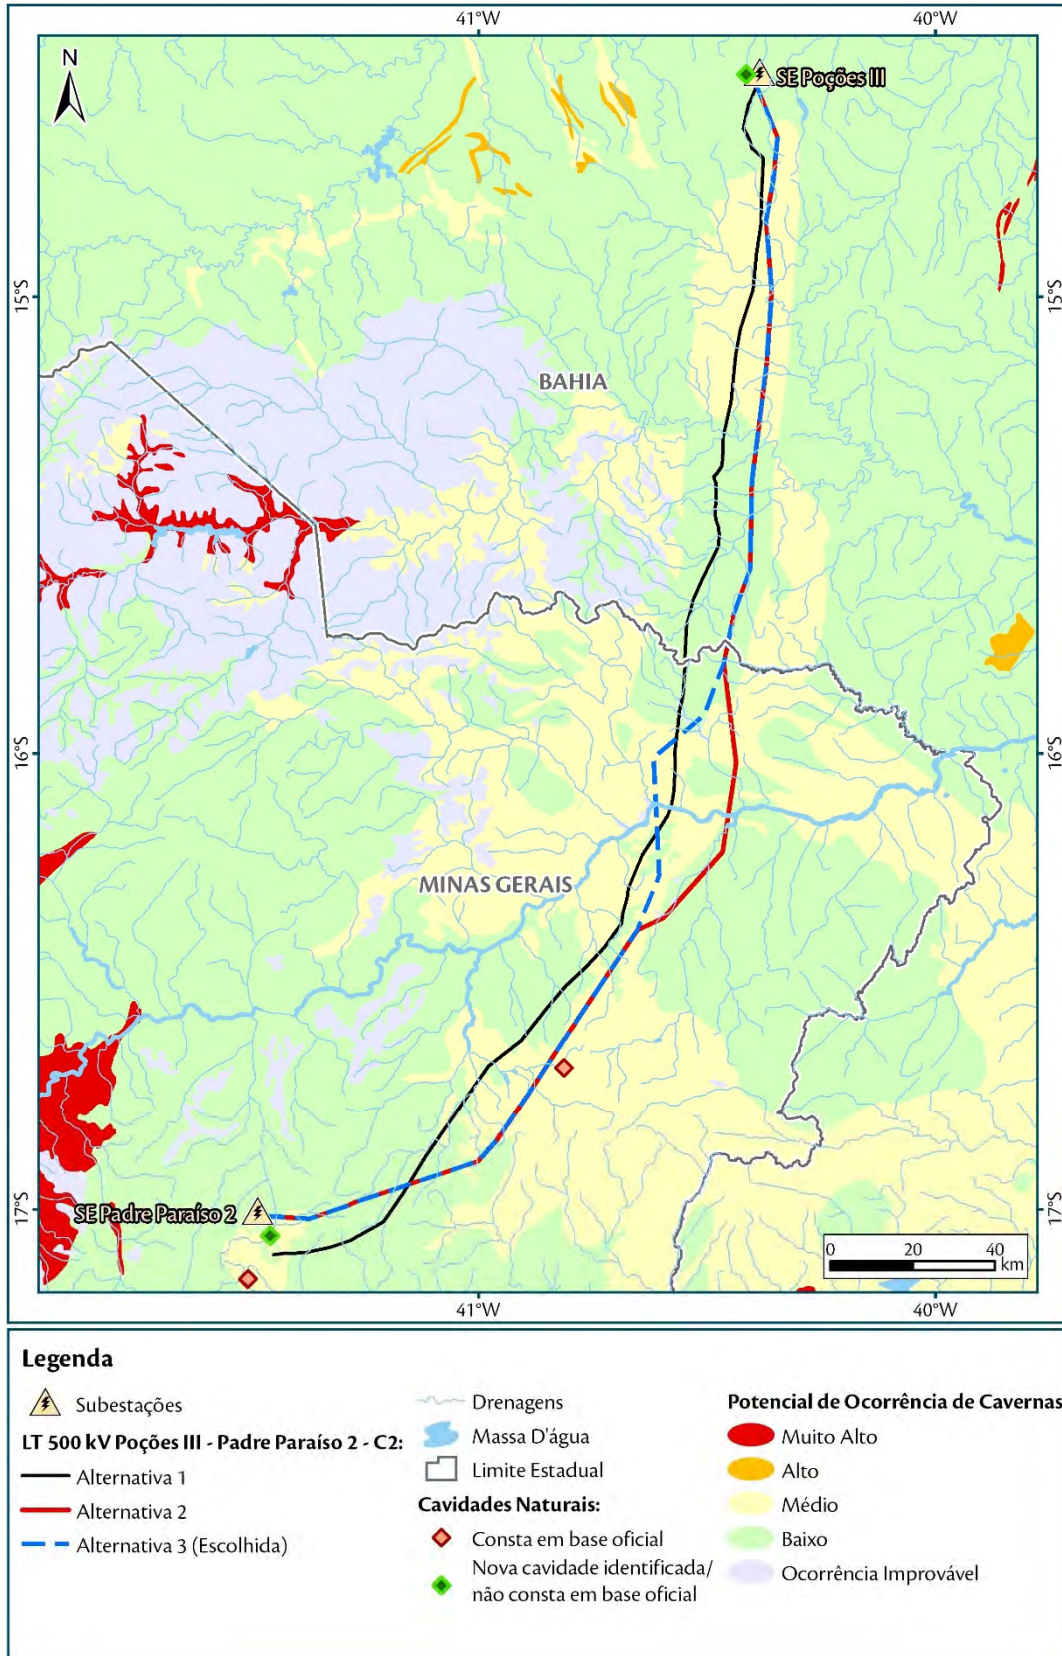 41°W
40°W
N
SE Poções III
15°S
15°S
BAHIA
16°S
16°S
MINAS GERAIS
17°S
17°S
SE Padre Paraíso 2
0 20 40
km
41°W
40°W
Legenda
Subestações
LT 500 kV Poções III - Padre Paraíso 2 - C2:
Alternativa 1
Alternativa 2
Alternativa 3 (Escolhida)
Drenagens
Massa D'água
Limite Estadual
Cavidades Naturais:
Consta em base oficial
Nova cavidade identificada/
não consta em base oficial
Potencial de Ocorrência de Cavernas
Muito Alto
Alto
Médio
Baixo
Ocorrência Improvável